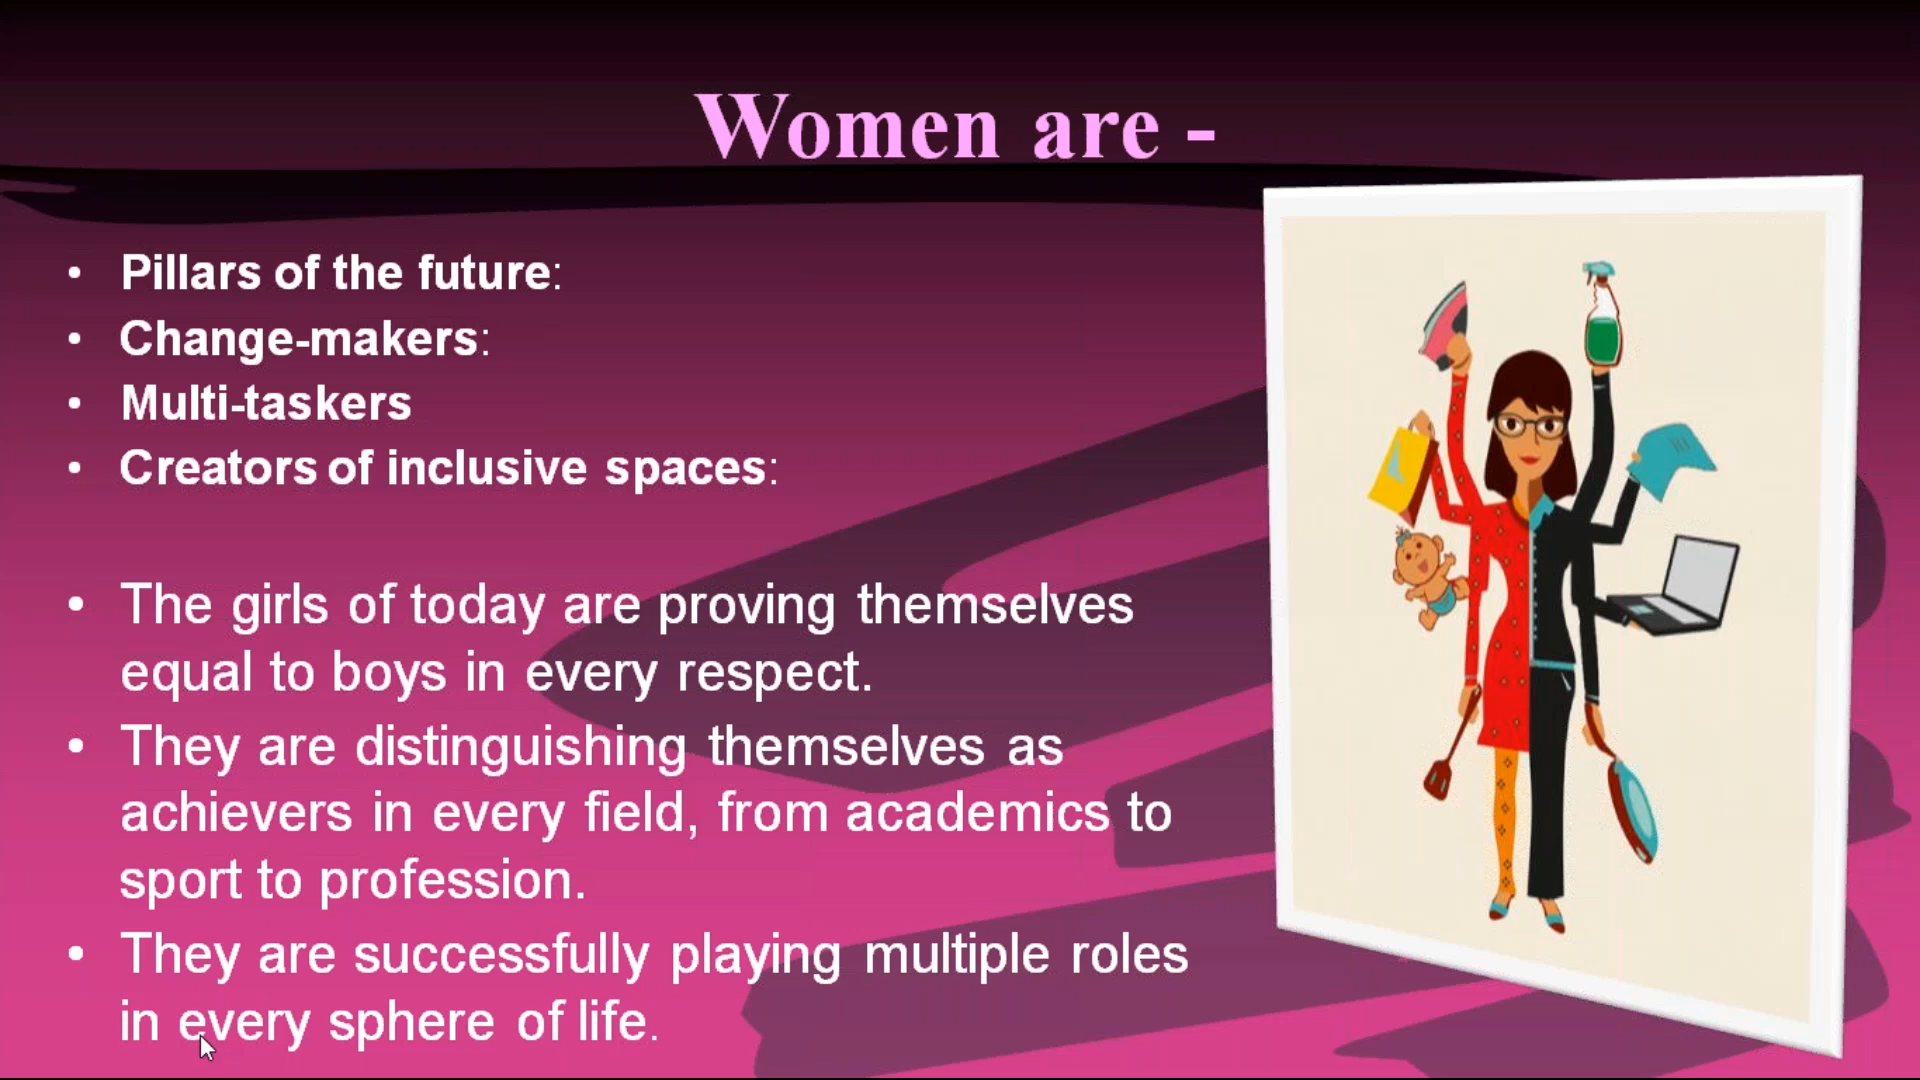 Women are -
• Pillars of the future:
• Change-makers:
• Multi-taskers
• Creators of inclusive spaces:
• The girls of today are proving themselves
equal to boys in every respect.
• They are distinguishing themselves as
achievers in every field, from academics to
sport to profession.
• They are successfully playing multiple roles
in every sphere of life.